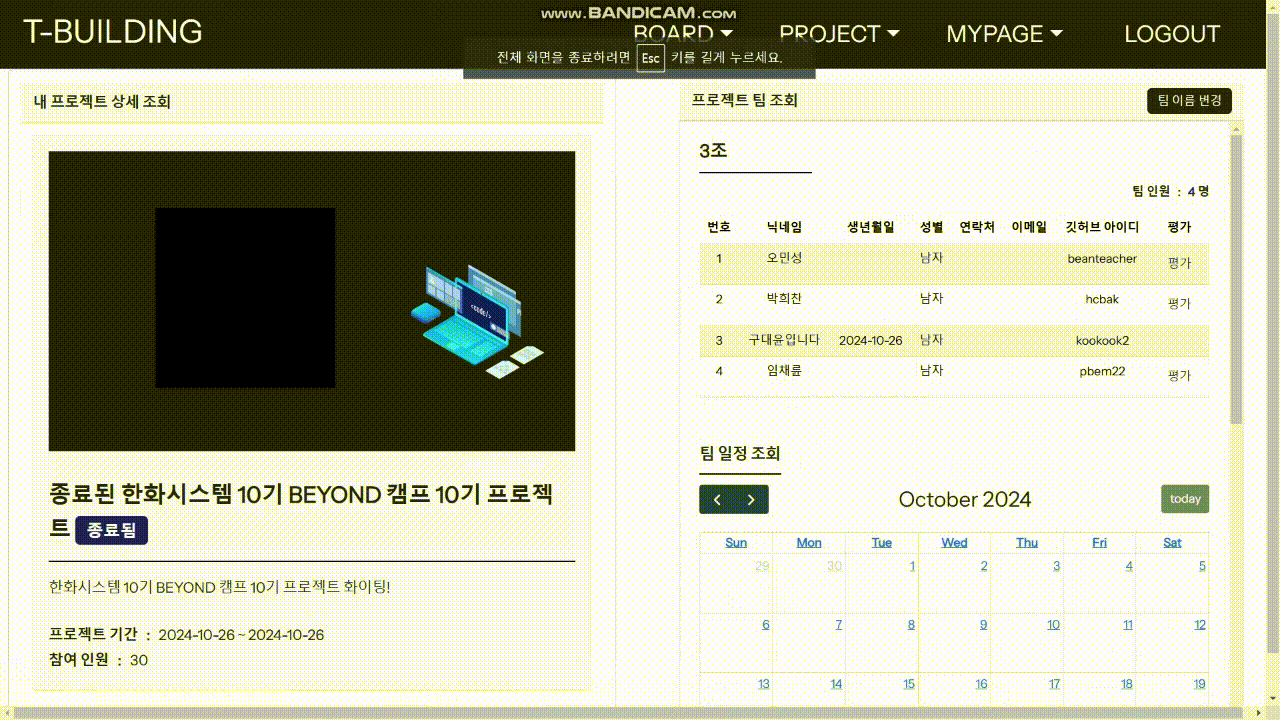 www.BANDICAM.com
T-BUILDING
BOARD
PROJECT
MYPAGE
LOGOUT
전체 화면을 종료하려면 Esc 키를 길게 누르세요.
내 프로젝트 상세 조회
</code/>
종료된 한화시스템 10기 BEYOND 캠프 10기 프로젝
트 종료됨
한화시스템 10기 BEYOND 캠프 10기 프로젝트 화이팅!
프로젝트 기간 : 2024-10-26 ~ 2024-10-26
참여 인원 : 30
프로젝트 팀 조회
팀 이름 변경
3조
팀 인원 : 4 명
번호 닉네임 생년월일 성별 연락처 이메일 깃허브 아이디 평가
1 오민성 남자 beanteacher 평가
2 박희찬 남자 hcbak 평가
3 구대윤입니다 2024-10-26 남자 kookook2
4 임채륜 남자 pbem22 평가
팀 일정 조회
October 2024
today
Sun Mon Tue Wed Thu Fri Sat
29 30 1 2 3 4 5
6 7 8 9 10 11 12
13 14 15 16 17 18 19